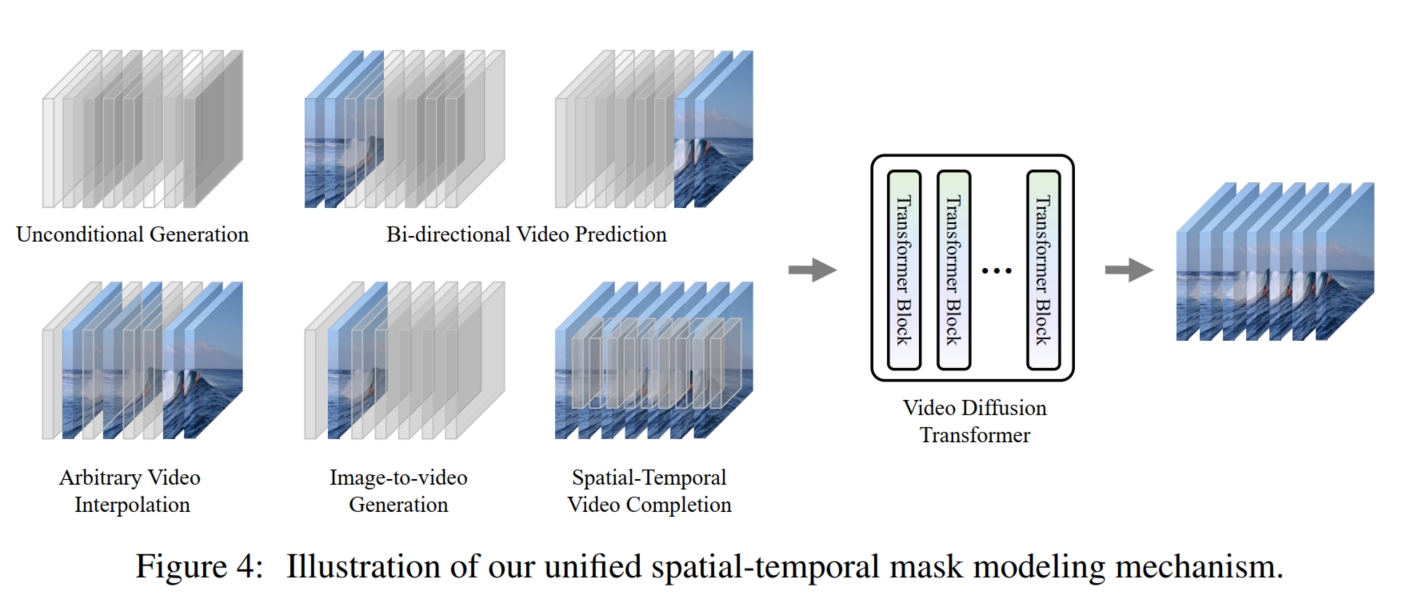 Unconditional Generation
Bi-directional Video Prediction
Arbitrary Video
Interpolation
Image-to-video
Generation
Spatial-Temporal
Video Completion
Transformer Block
Transformer Block
...
Transformer Block
Video Diffusion
Transformer
Figure 4: Illustration of our unified spatial-temporal mask modeling mechanism.